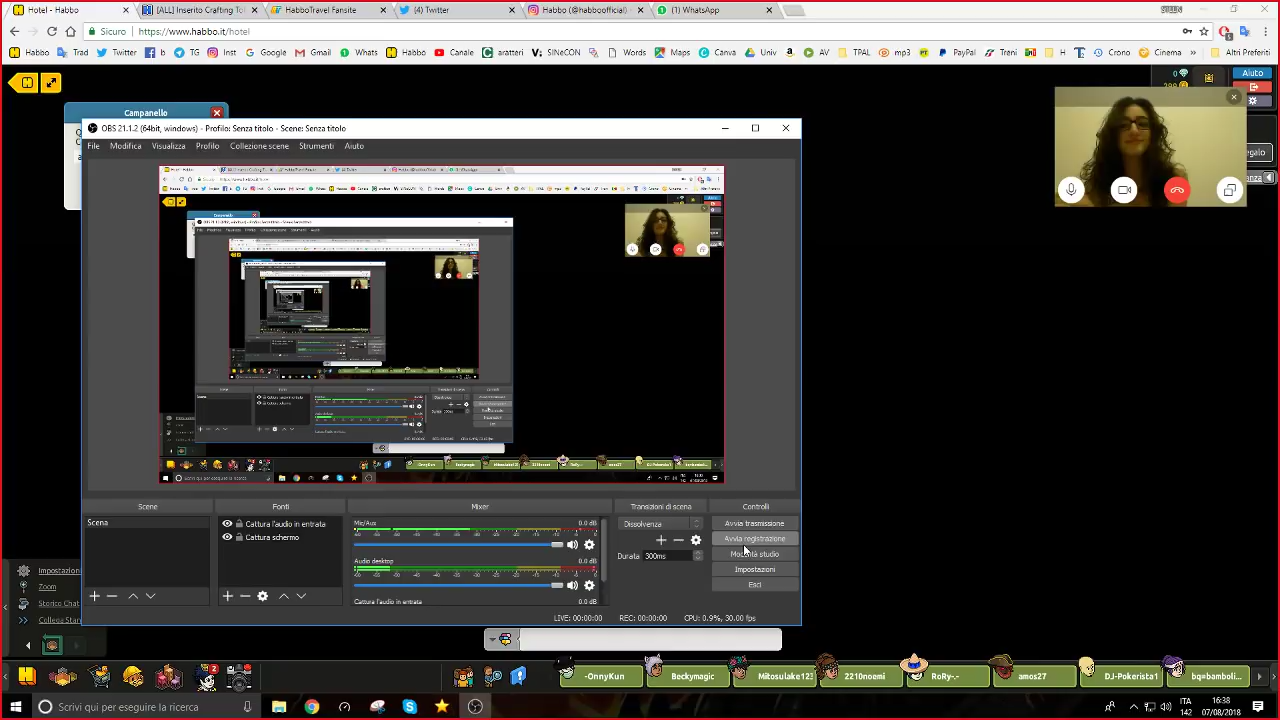 Hotel - Habbo
[ALL] Inserito Crafting To
HabboTravel Fansite
(4) Twitter
Habbo (@habboofficial)
(1) WhatsApp
Sicuro
https://www.habbo.it/hotel
Habbo
Trad
Twitter
Inst
Google
Gmail
Whats
Habbo
Canale
aratteri
SINECON
Words
Maps
Canva
Univ
AV
TPAL
mp3
PayPal
Treni
H
Crono
Cinema
Altri Preferiti
0
Aiuto
Campanello
OBS 21.1.2 (64bit, windows) - Profilo: Senza titolo - Scene: Senza titolo
File
Modifica
Visualizza
Profilo
Collezione scene
Strumenti
Aiuto
egalo
anza
Scene
Fonti
Mixer
Transizioni di scena
Controlli
Scena
Cattura l'audio in entrata
Cattura schermo
Mic/Aux
0.0 dB
Audio desktop
0.0 dB
Cattura l'audio in entrata
0.0 dB
Dissolvenza
Durata
300ms
Avvia trasmissione
Avvia registrazione
Modalità studio
Impostazioni
Esci
LIVE: 00:00:00
REC: 00:00:00
CPU: 0.9%, 30.00 fps
Impostazioni
Zoom
Storico Chat
Collega Stan
2
-OnnyKun
Beckymagic
Mitosulake123
2210noemi
RoRy-.-
amos27
DJ-Pokerista1
bq=bamboli...
Scrivi qui per eseguire la ricerca
ITA
142
16:38
07/08/2018